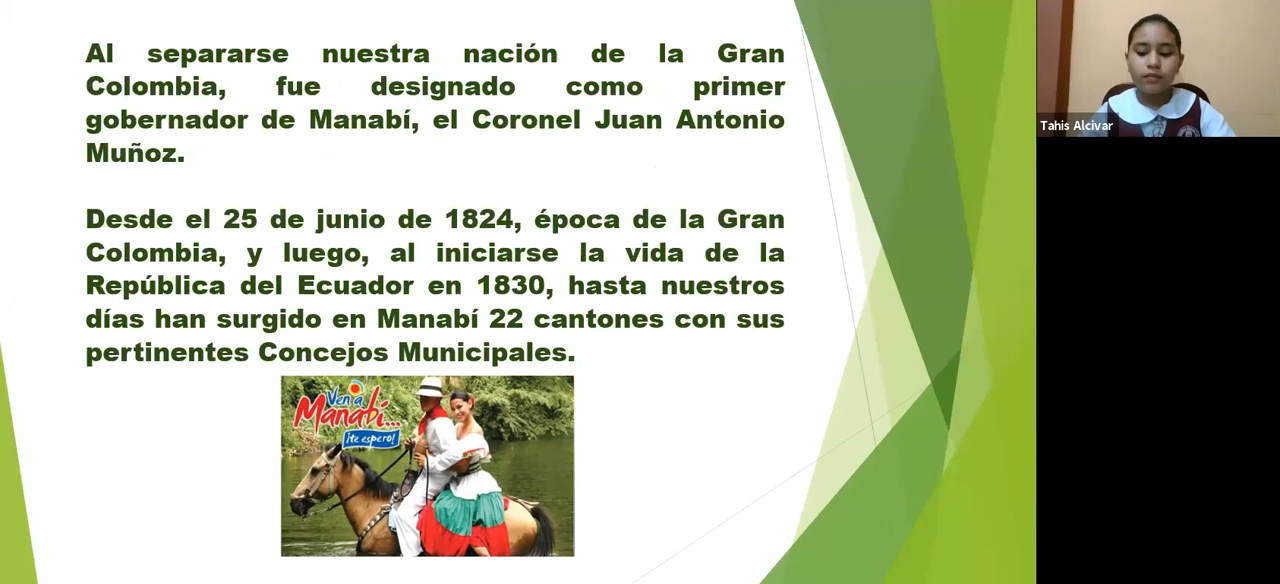 Al separarse nuestra nación de la Gran
Colombia, fue designado como primer
gobernador de Manabí, el Coronel Juan Antonio
Muñoz.
Desde el 25 de junio de 1824, época de la Gran
Colombia, y luego, al iniciarse la vida de la
República del Ecuador en 1830, hasta nuestros
días han surgido en Manabí 22 cantones con sus
pertinentes Concejos Municipales.
Ven a
Manabí...
¡te espero!
Tahis Alcivar